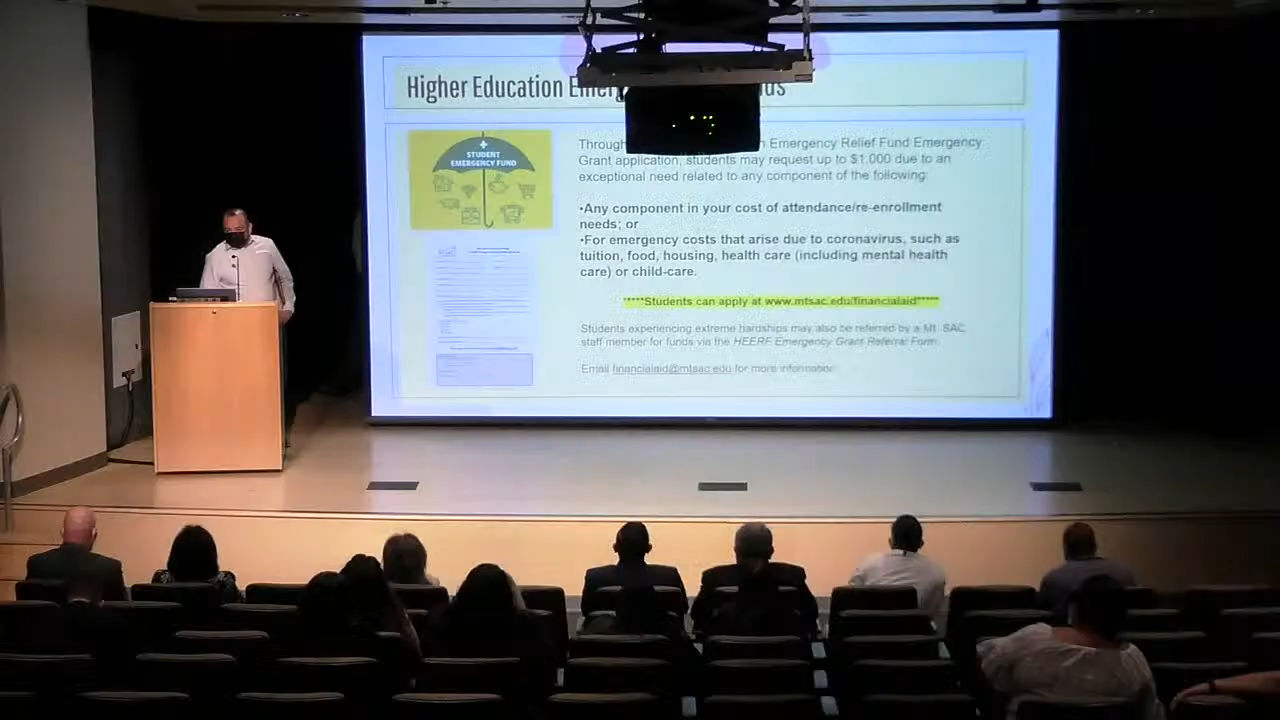 Higher Education
STUDENT
EMERGENCY FUND
Through Emergency Relief Fund Emergency
Grant application, students may request up to $1,000 due to an
exceptional need related to any component of the following:
•Any component in your cost of attendance/re-enrollment
needs; or
•For emergency costs that arise due to coronavirus, such as
tuition, food, housing, health care (including mental health
care) or child-care.
*****Students can apply at www.mtsac.edu/financialaid*****
Students experiencing extreme hardships may also be referred by a Mt. SAC
staff member for funds via the HEERF Emergency Grant Referral Form.
Email financialaid@mtsac.edu for more information